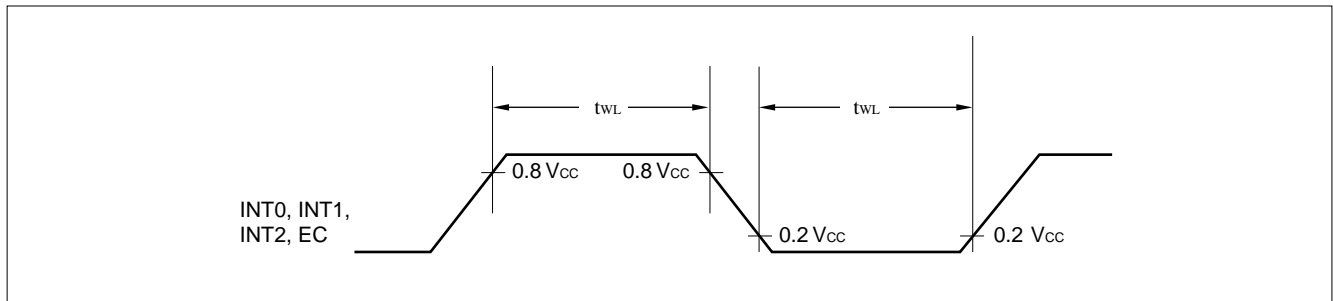 tWL
tWL
0.8 VCC
0.8 VCC
INT0, INT1,
INT2, EC
0.2 VCC
0.2 VCC